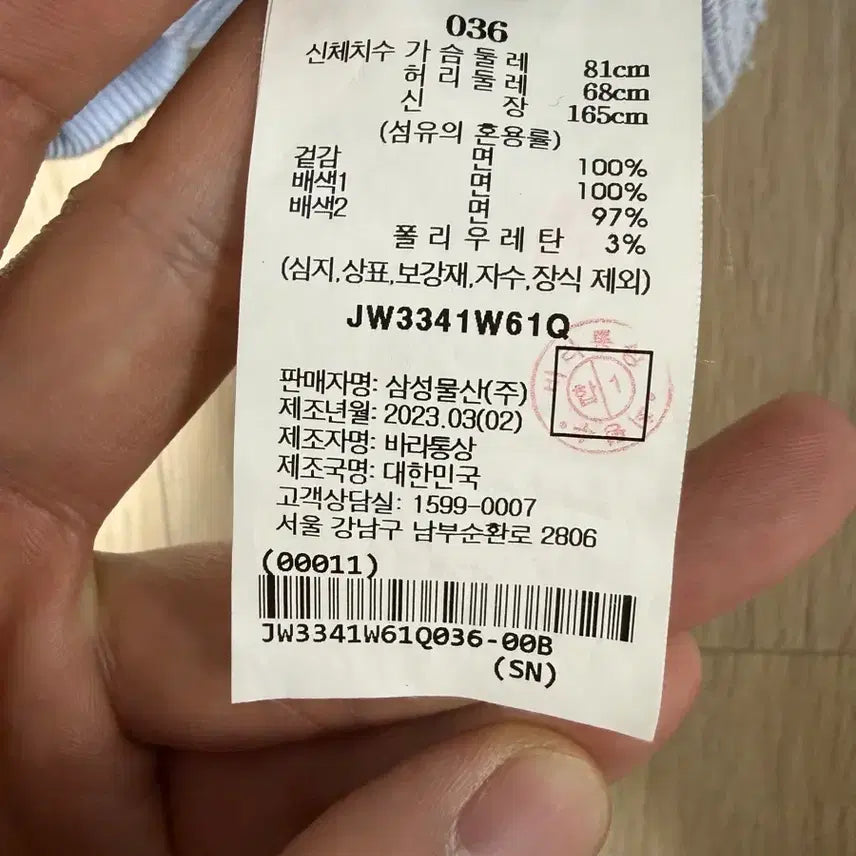 036
신체치수 가슴둘레 81cm
허리둘레 68cm
신 장 165cm
(섬유의 혼용률)
겉감 면 100%
배색1 면 100%
배색2 면 97%
폴리우레탄 3%
(심지,상표,보강재,자수,장식 제외)
JW3341W61Q
합 1
판매자명: 삼성물산(주)
제조년월: 2023.03(02)
제조자명: 바라통상
제조국명: 대한민국
고객상담실: 1599-0007
서울 강남구 남부순환로 2806
(00011)
JW3341W61Q036-00B
(SN)